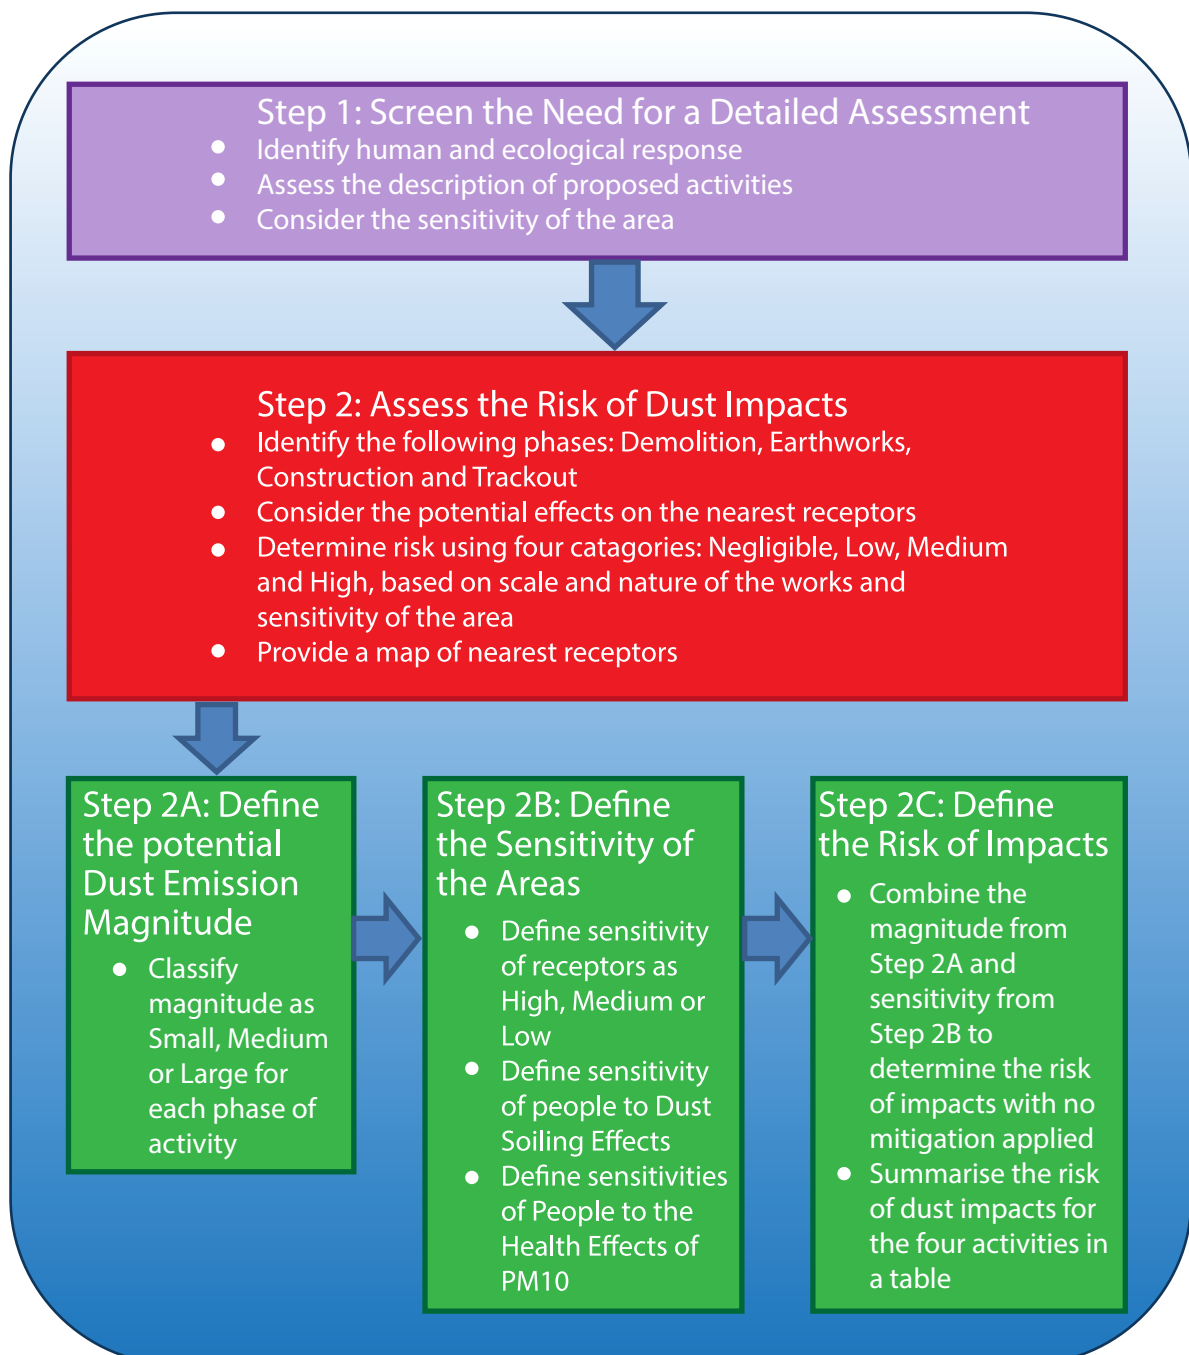 Step 1: Screen the Need for a Detailed Assessment
● Identify human and ecological response
● Assess the description of proposed activities
● Consider the sensitivity of the area
Step 2: Assess the Risk of Dust Impacts
● Identify the following phases: Demolition, Earthworks,
Construction and Trackout
● Consider the potential effects on the nearest receptors
● Determine risk using four catagories: Negligible, Low, Medium
and High, based on scale and nature of the works and
sensitivity of the area
● Provide a map of nearest receptors
Step 2A: Define
the potential
Dust Emission
Magnitude
● Classify
magnitude as
Small, Medium
or Large for
each phase of
activity
Step 2B: Define
the Sensitivity of
the Areas
● Define sensitivity
of receptors as
High, Medium or
Low
● Define sensitivity
of people to Dust
Soiling Effects
● Define sensitivities
of People to the
Health Effects of
PM10
Step 2C: Define
the Risk of Impacts
● Combine the
magnitude from
Step 2A and
sensitivity from
Step 2B to
determine the risk
of impacts with no
mitigation applied
● Summarise the risk
of dust impacts for
the four activities in
a table